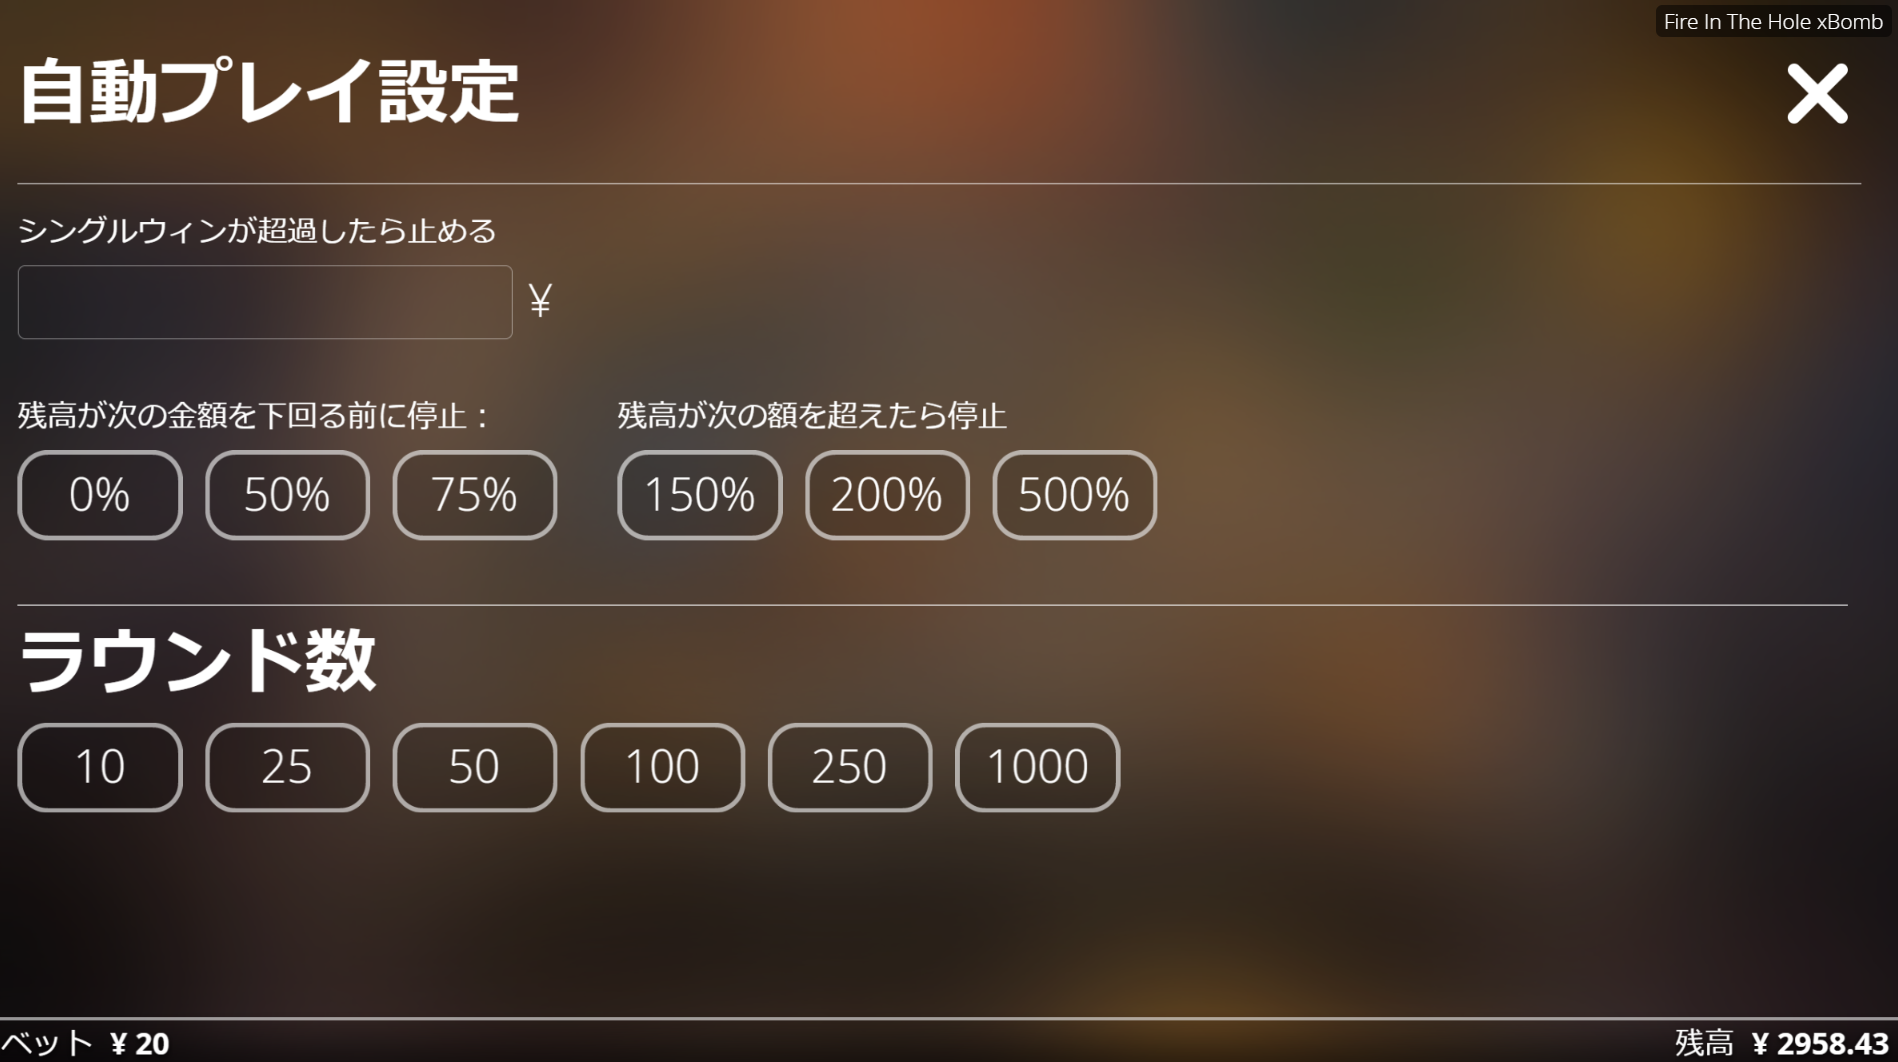 Fire In The Hole xBomb
自動プレイ設定
シングルウィンが超過したら止める
¥
残高が次の金額を下回る前に停止：
0% 50% 75%
残高が次の額を超えたら停止
150% 200% 500%
ラウンド数
10 25 50 100 250 1000
ベット ¥ 20
残高 ¥ 2958.43